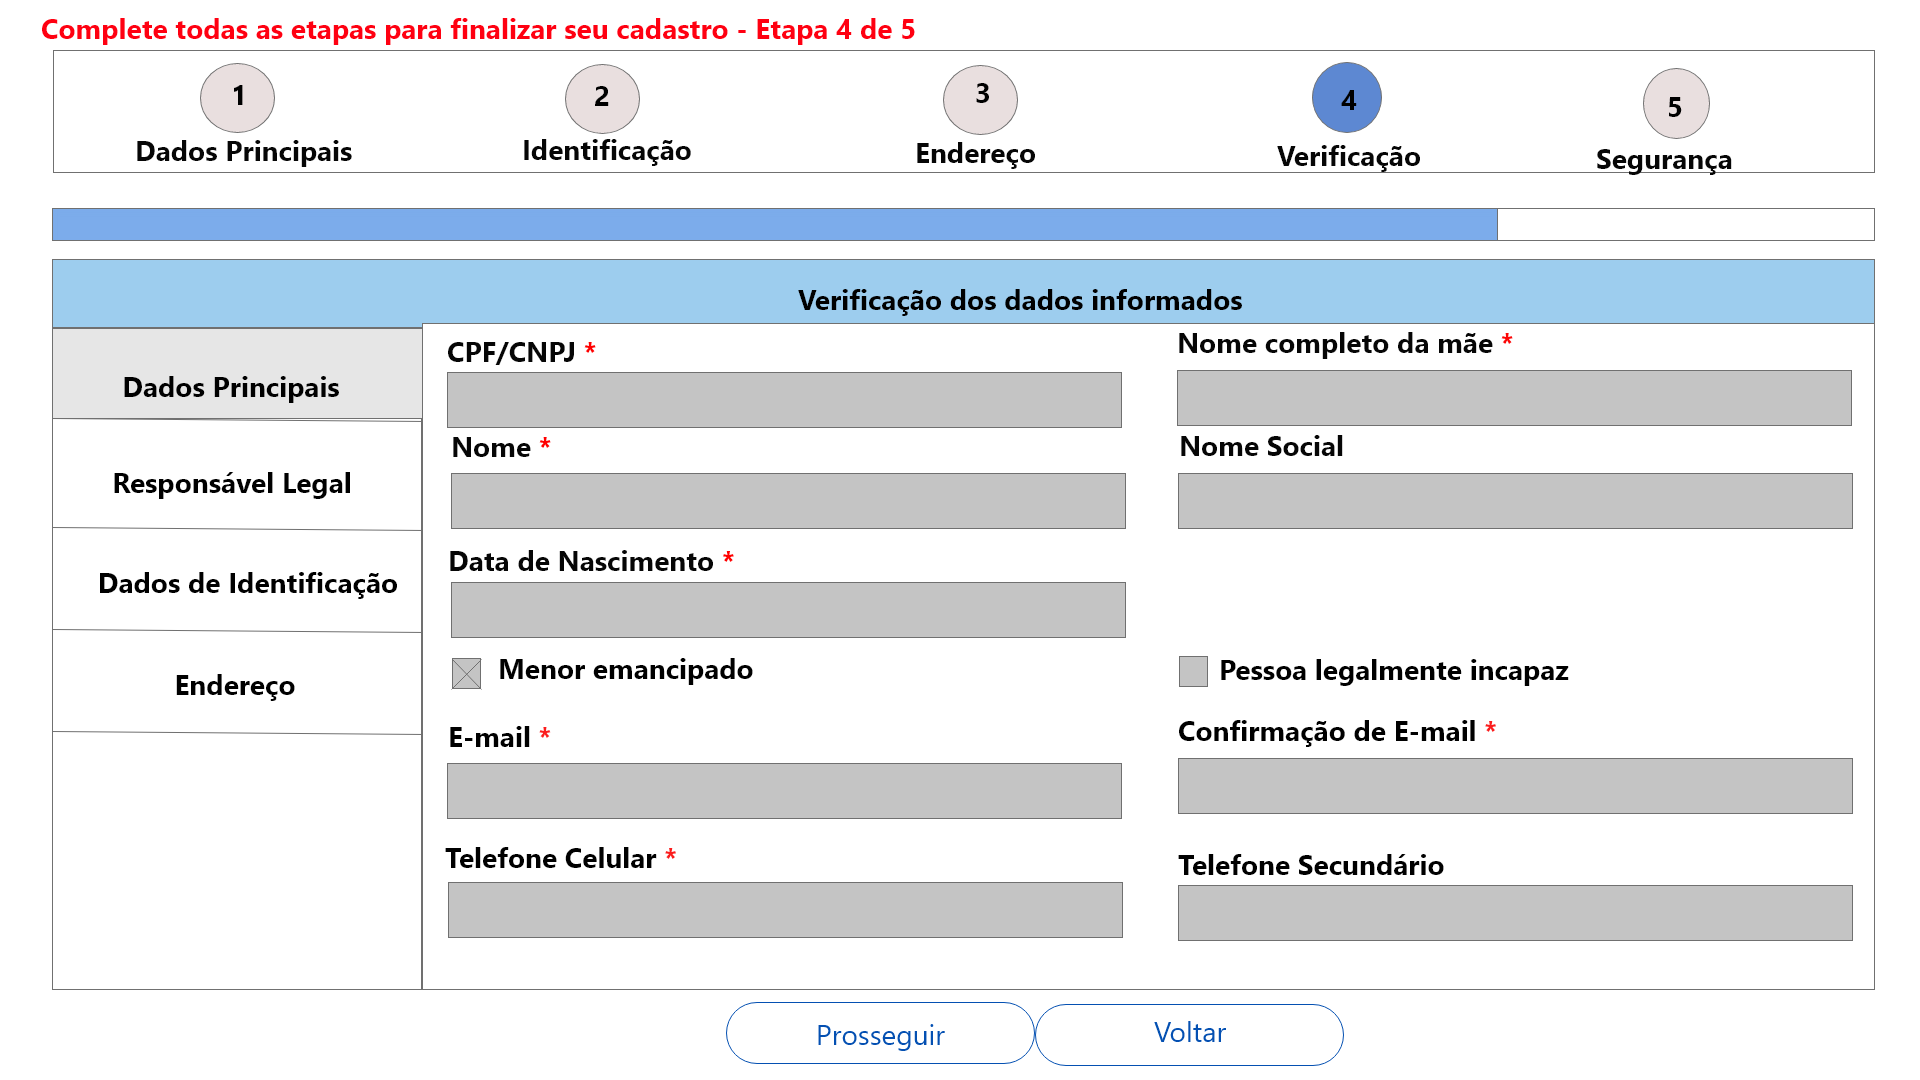 Complete todas as etapas para finalizar seu cadastro - Etapa 4 de 5
1
2
3
4
5
Dados Principais
Identificação
Endereço
Verificação
Segurança
Verificação dos dados informados
Dados Principais
Responsável Legal
Dados de Identificação
Endereço
CPF/CNPJ *
Nome completo da mãe *
Nome *
Nome Social
Data de Nascimento *
Menor emancipado
Pessoa legalmente incapaz
E-mail *
Confirmação de E-mail *
Telefone Celular *
Telefone Secundário
Prosseguir
Voltar